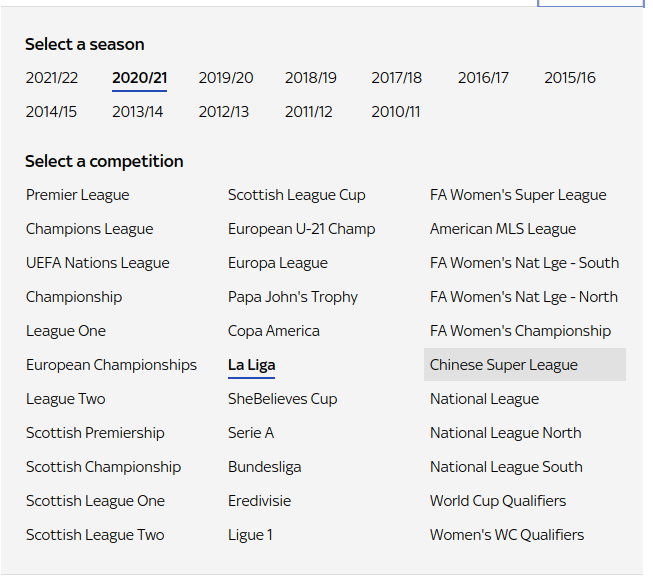 Select a season
2021/22 2020/21 2019/20 2018/19 2017/18 2016/17 2015/16
2014/15 2013/14 2012/13 2011/12 2010/11
Select a competition
Premier League Scottish League Cup FA Women's Super League
Champions League European U-21 Champ American MLS League
UEFA Nations League Europa League FA Women's Nat Lge - South
Championship Papa John's Trophy FA Women's Nat Lge - North
League One Copa America FA Women's Championship
European Championships La Liga Chinese Super League
League Two SheBelieves Cup National League
Scottish Premiership Serie A National League North
Scottish Championship Bundesliga National League South
Scottish League One Eredivisie World Cup Qualifiers
Scottish League Two Ligue 1 Women's WC Qualifiers